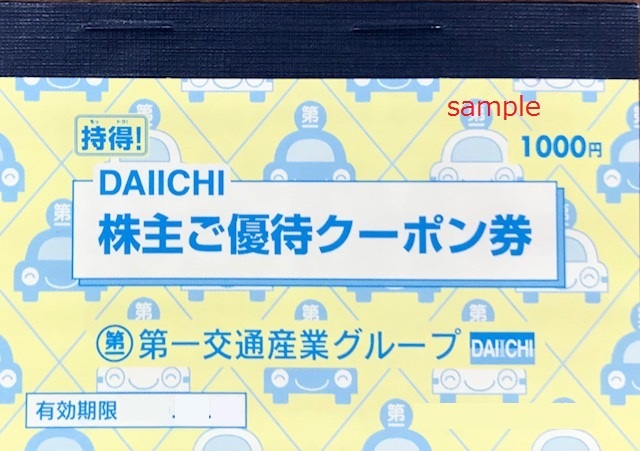 sample
持得!
1000円
DAIICHI
株主ご優待クーポン券
第 第一交通産業グループ DAIICHI
有効期限 . .